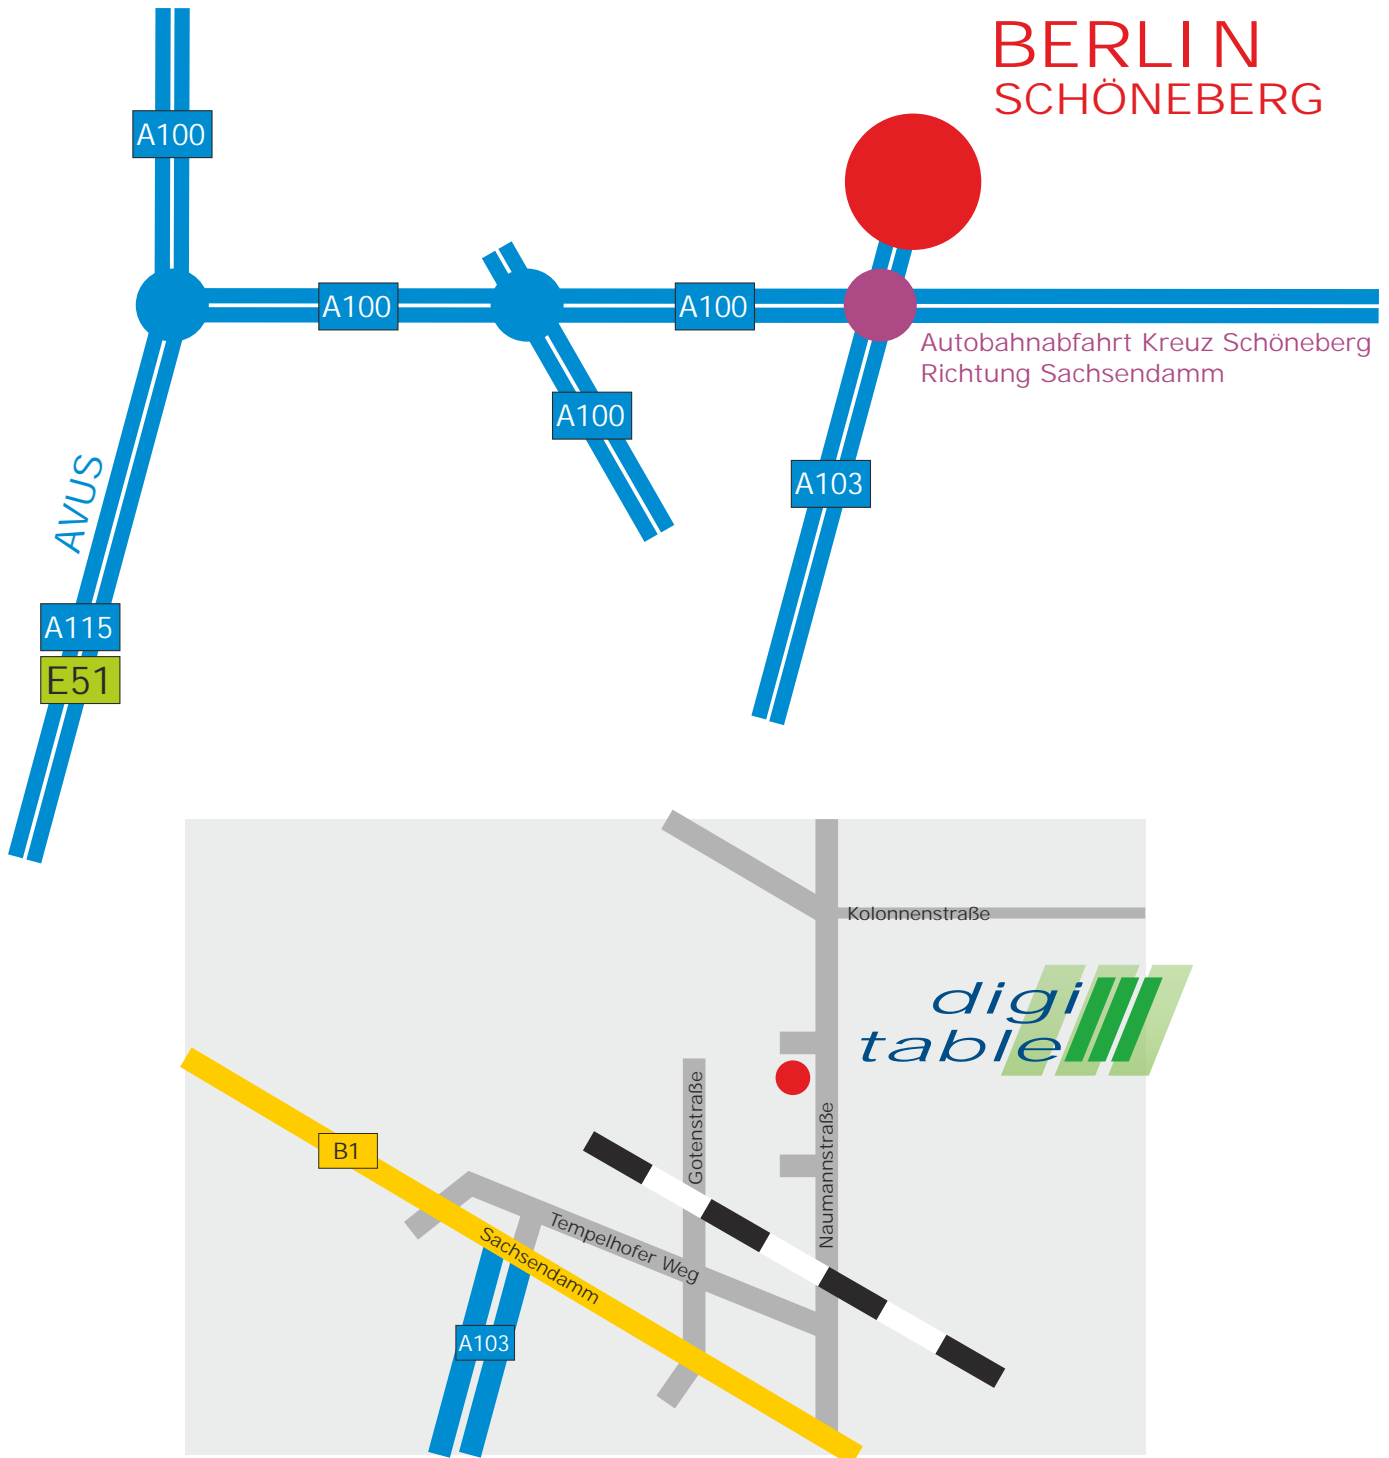 BERLIN
SCHÖNEBERG
A100
A100
A100
Autobahnabfahrt Kreuz Schöneberg
Richtung Sachsendamm
A100
A103
AVUS
A115
E51
Kolonnenstraße
digi
table
Gotenstraße
Naumannstraße
B1
Tempelhofer Weg
Sachsendamm
A103